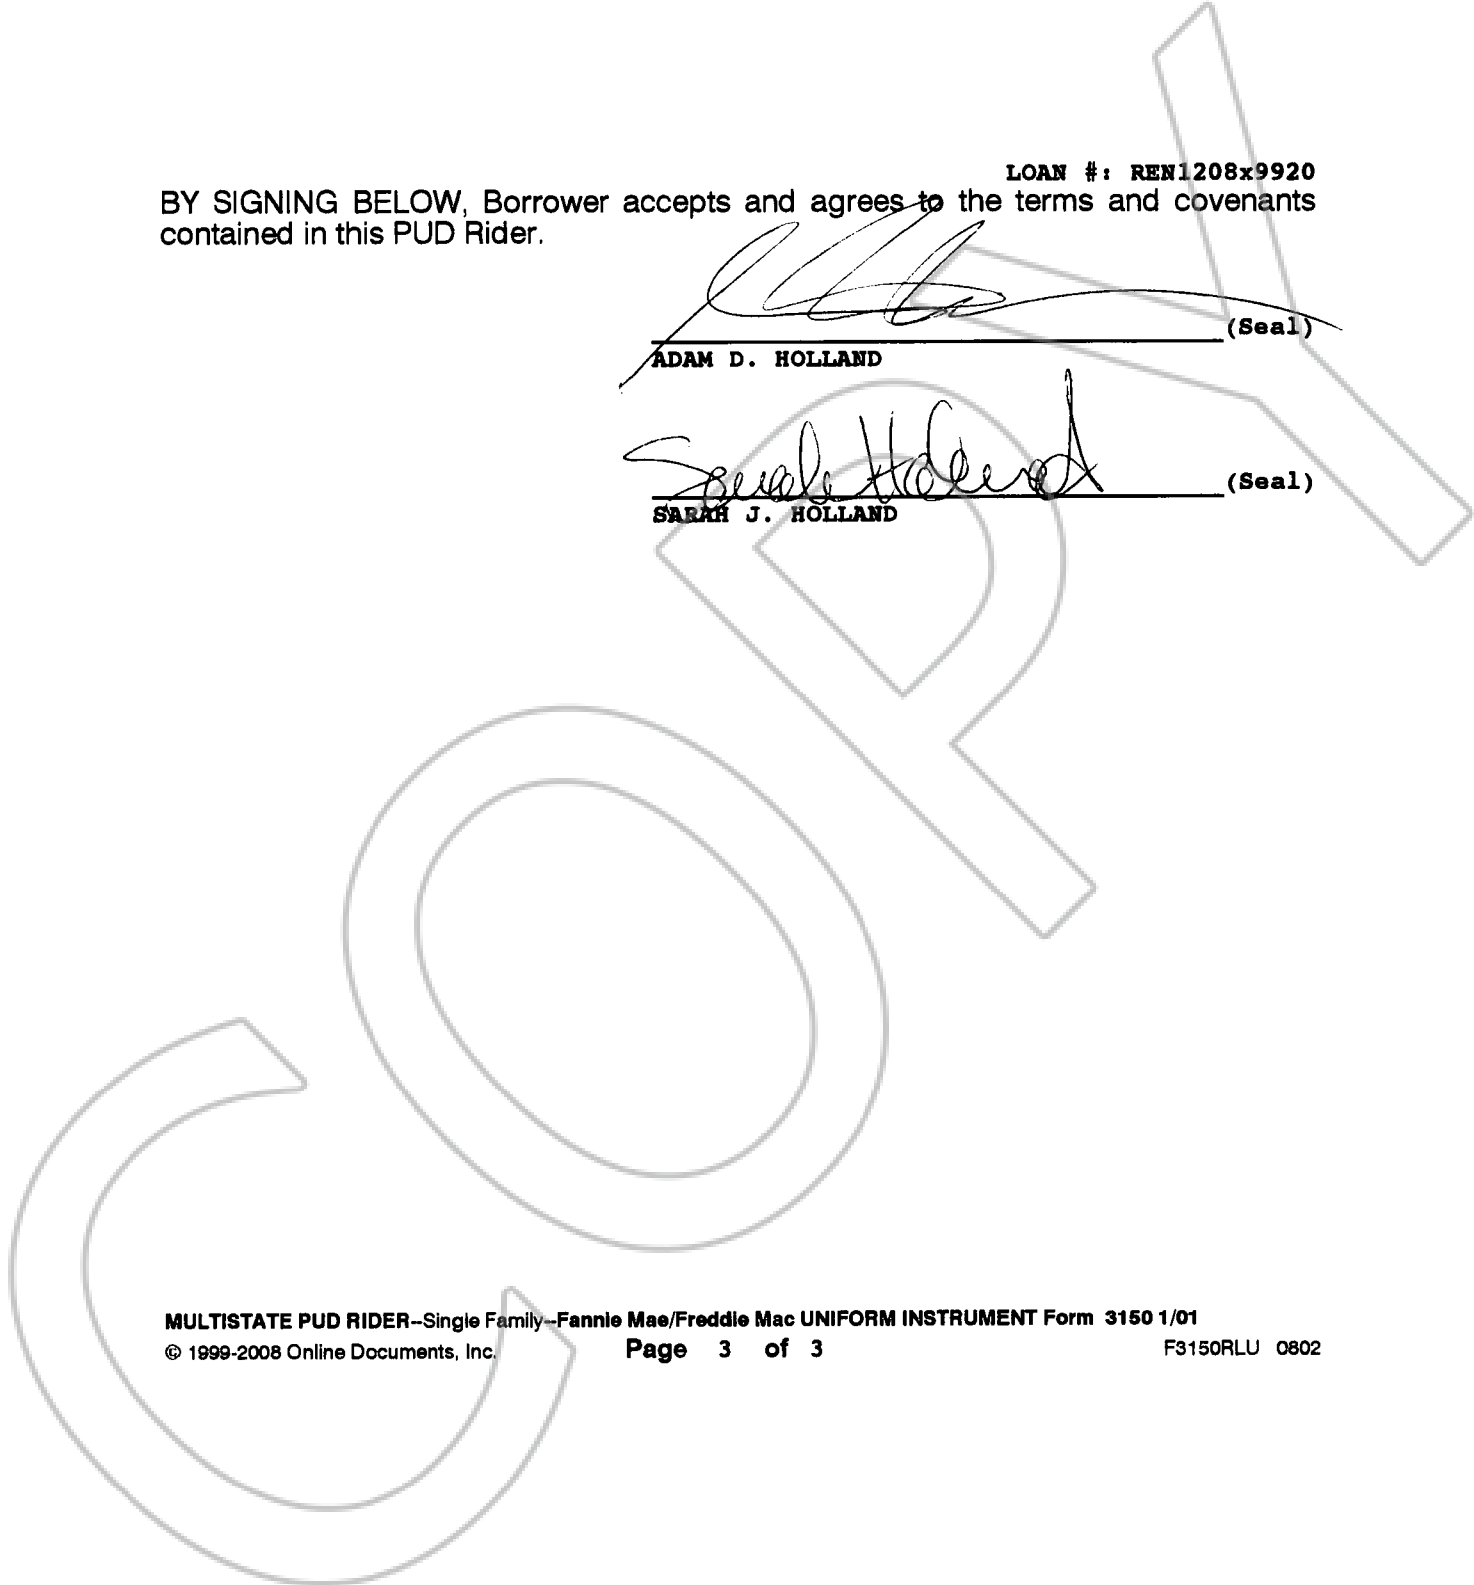 LOAN #: REN1208x9920
BY SIGNING BELOW, Borrower accepts and agrees to the terms and covenants
contained in this PUD Rider.
(Seal)
ADAM D. HOLLAND
Sarah Holland (Seal)
SARAH J. HOLLAND
COPY
MULTISTATE PUD RIDER--Single Family--Fannie Mae/Freddie Mac UNIFORM INSTRUMENT Form 3150 1/01
© 1999-2008 Online Documents, Inc. Page 3 of 3 F3150RLU 0802